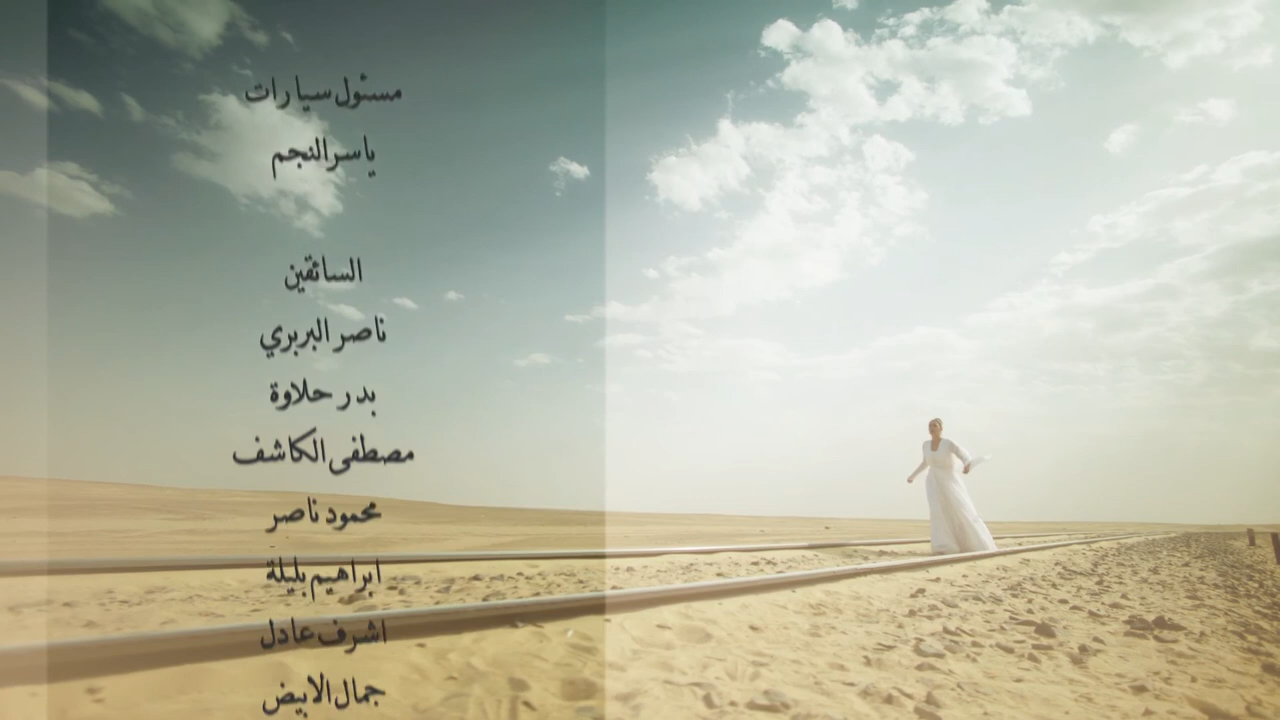 مسئول سيارات
ياسر النجم
السائقين
ناصر البربري
بدر حلاوة
مصطفى الكاشف
محمود ناصر
ابراهيم بليلة
اشرف عادل
جمال الابيض